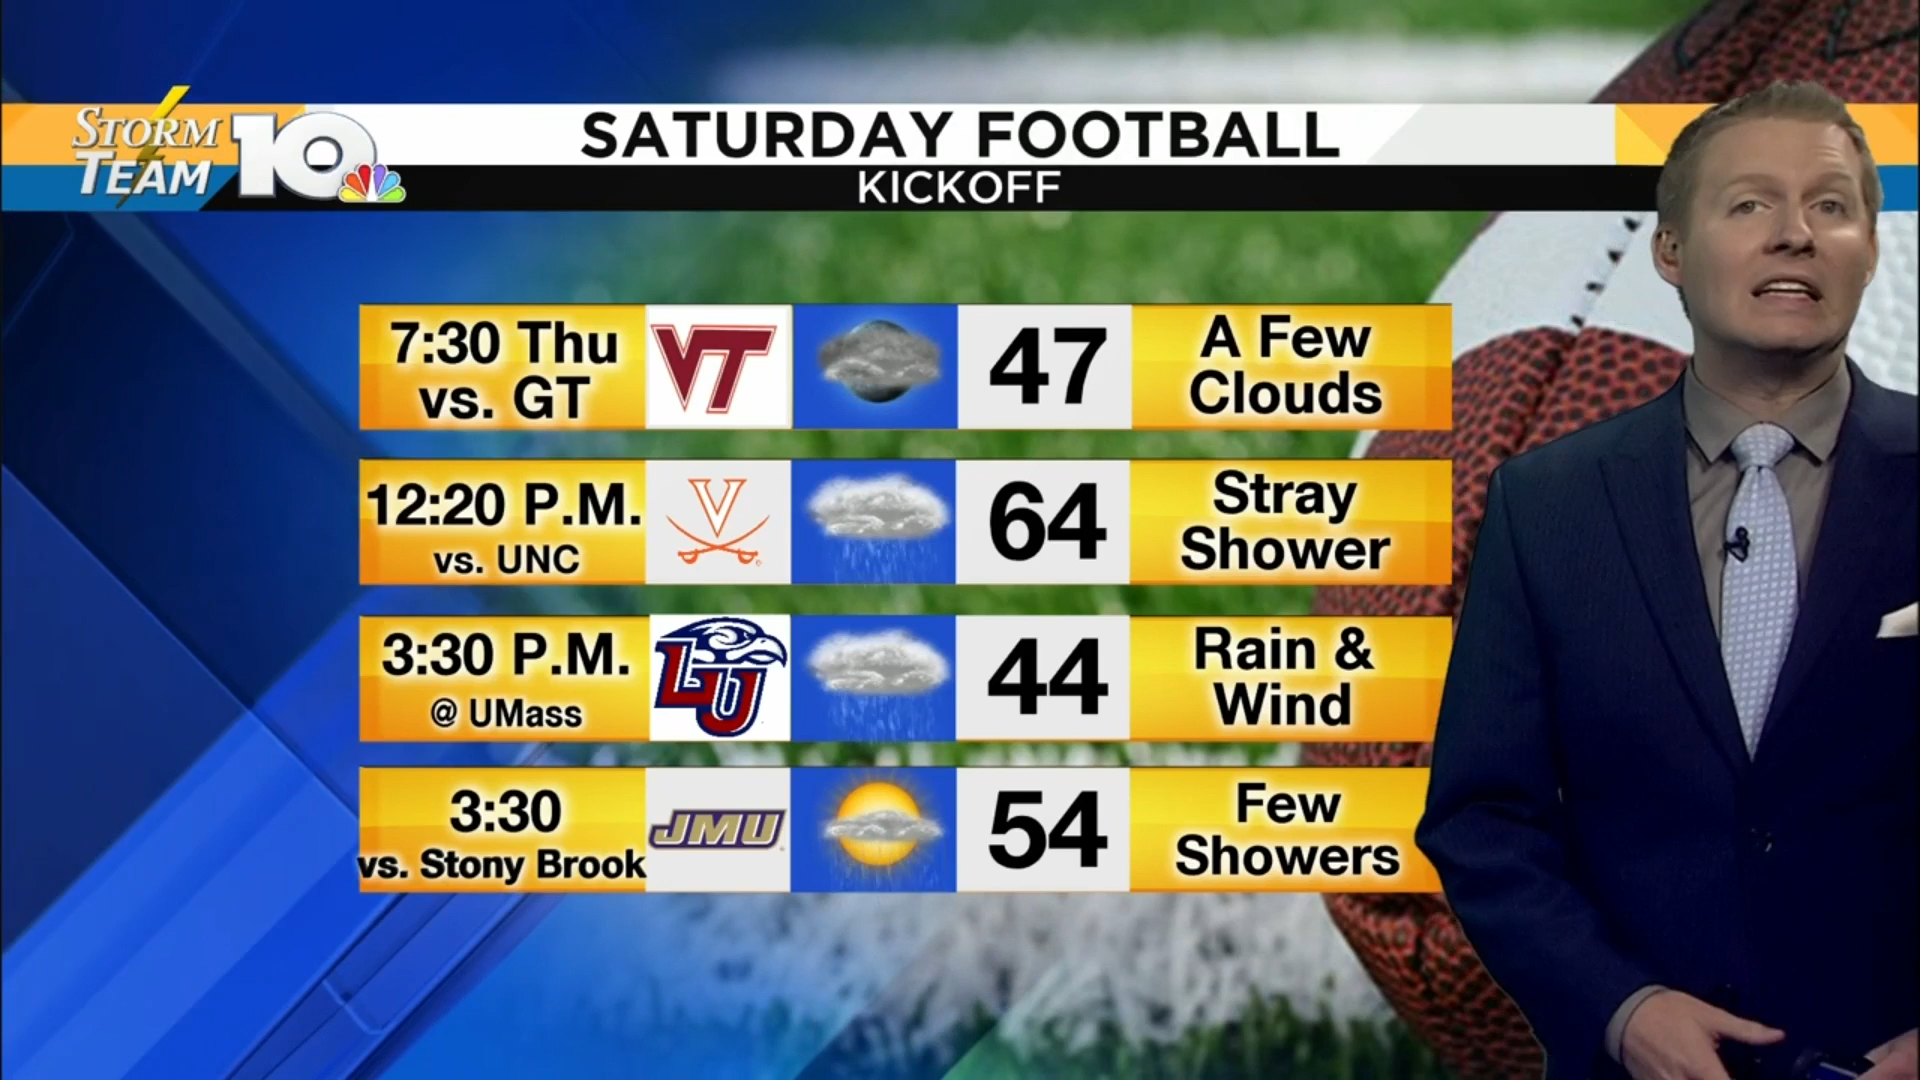 STORM
TEAM
10
SATURDAY FOOTBALL
KICKOFF
7:30 Thu
vs. GT
VT
47
A Few
Clouds
12:20 P.M.
vs. UNC
V
64
Stray
Shower
3:30 P.M.
@ UMass
LU
44
Rain &
Wind
3:30
vs. Stony Brook
JMU
54
Few
Showers